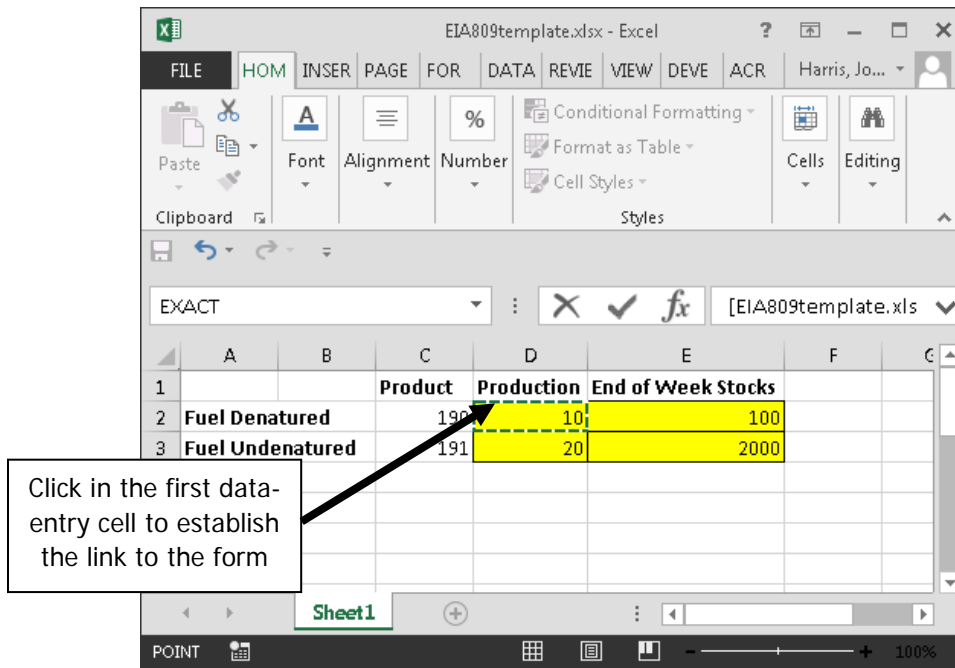 EIA809template.xlsx - Excel ?
FILE HOM INSER PAGE FOR DATA REVIE VIEW DEVE ACR Harris, Jo...
Paste
Font Alignment Number
%
Conditional Formatting
Format as Table
Cell Styles
Cells Editing
Clipboard Styles
EXACT fx [EIA809template.xls
A B C D E F G
1 Product Production End of Week Stocks
2 Fuel Denatured 190 10 100
3 Fuel Undenatured 191 20 2000
Click in the first data-
entry cell to establish
the link to the form
Sheet1
POINT 100%